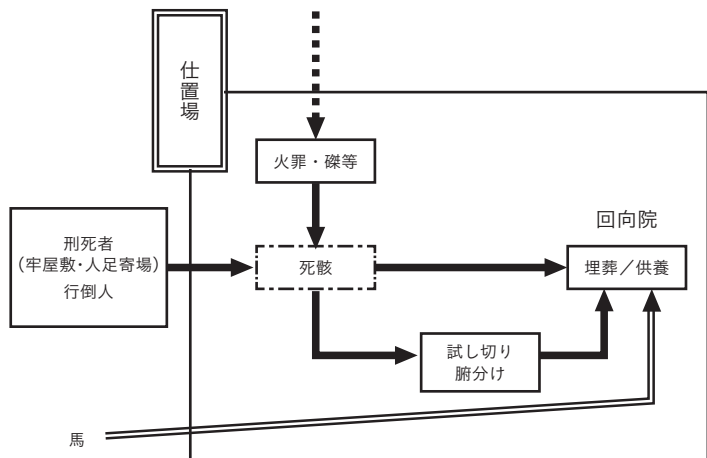 仕置場
火罪・磔等
回向院
刑死者
（牢屋敷・人足寄場）
行倒人
死骸
埋葬／供養
試し切り
腑分け
馬